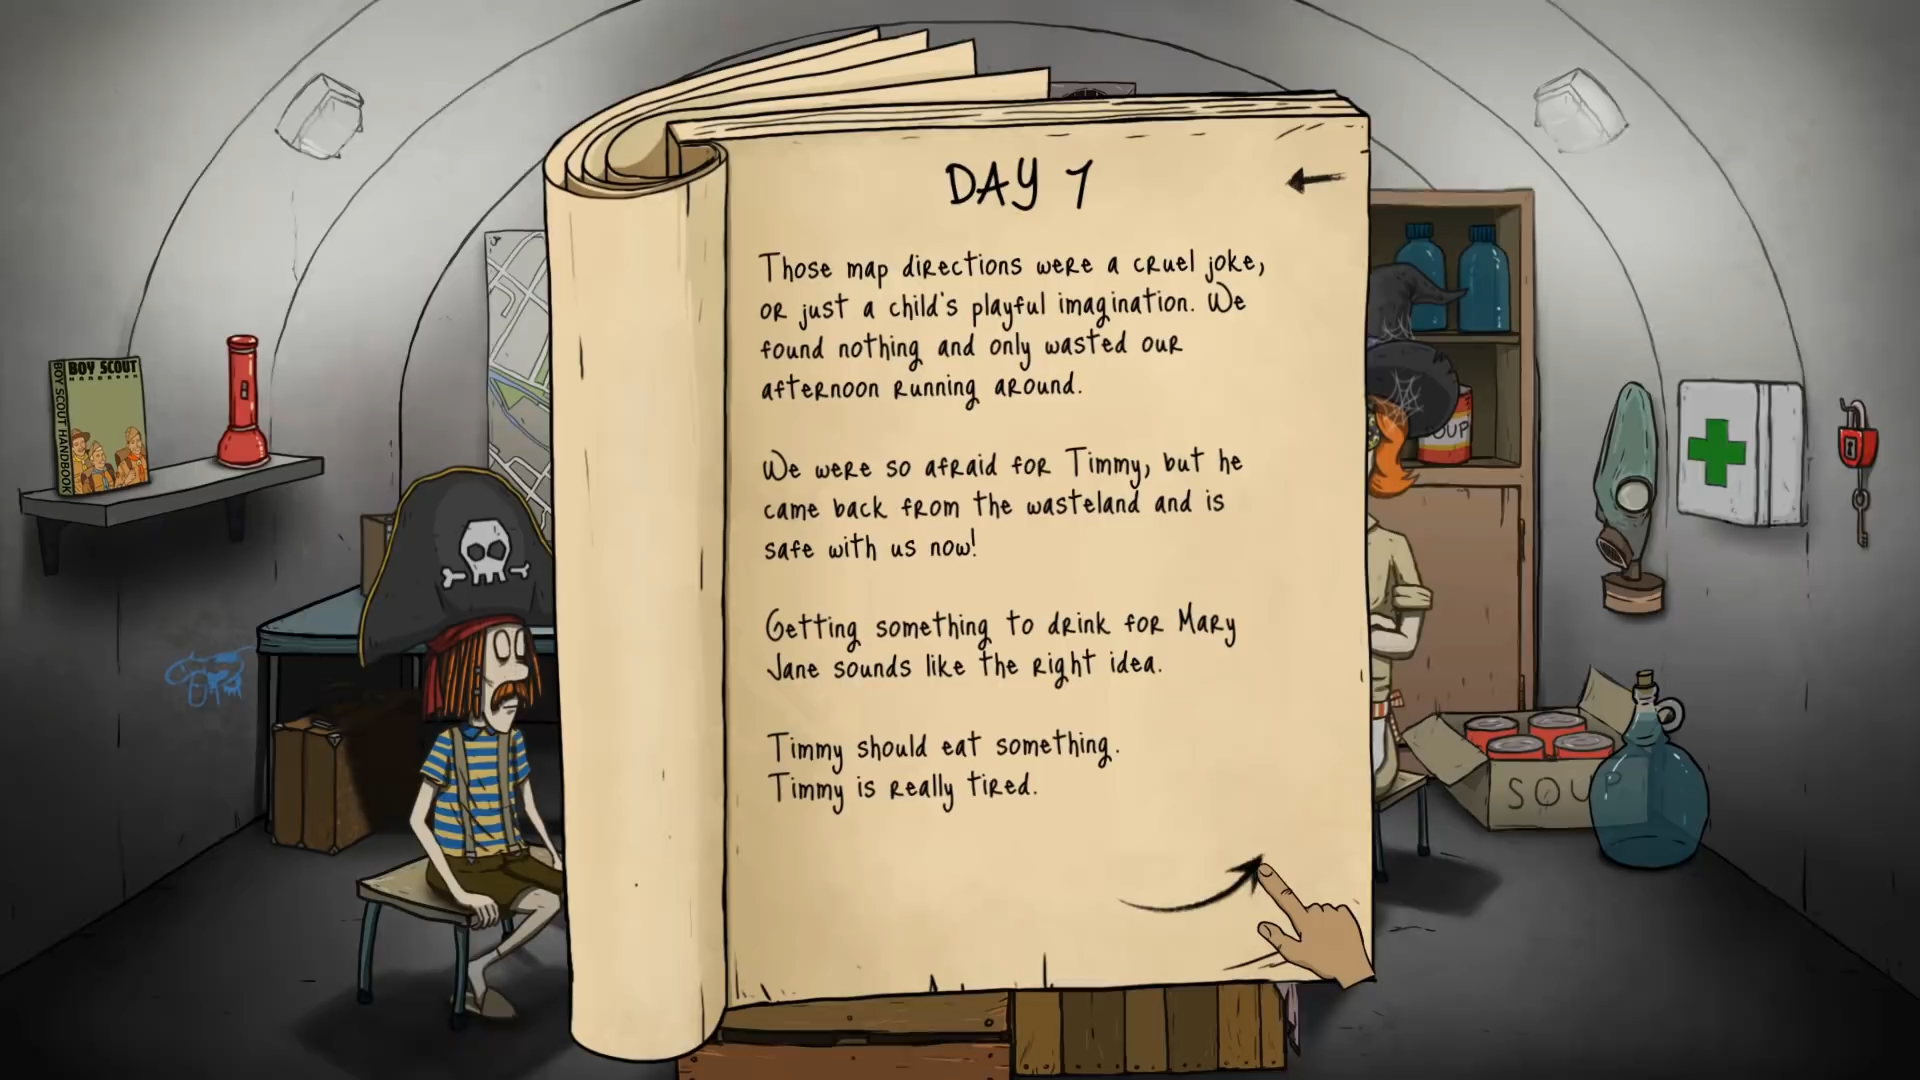 DAY 7
Those map directions were a cruel joke,
or just a child's playful imagination. We
found nothing and only wasted our
afternoon running around.
We were so afraid for Timmy, but he
came back from the wasteland and is
safe with us now!
Getting something to drink for Mary
Jane sounds like the right idea.
Timmy should eat something.
Timmy is really tired.
BOY SCOUT
HANDBOOK
BOY SCOUT HANDBOOK
OUP
SOU